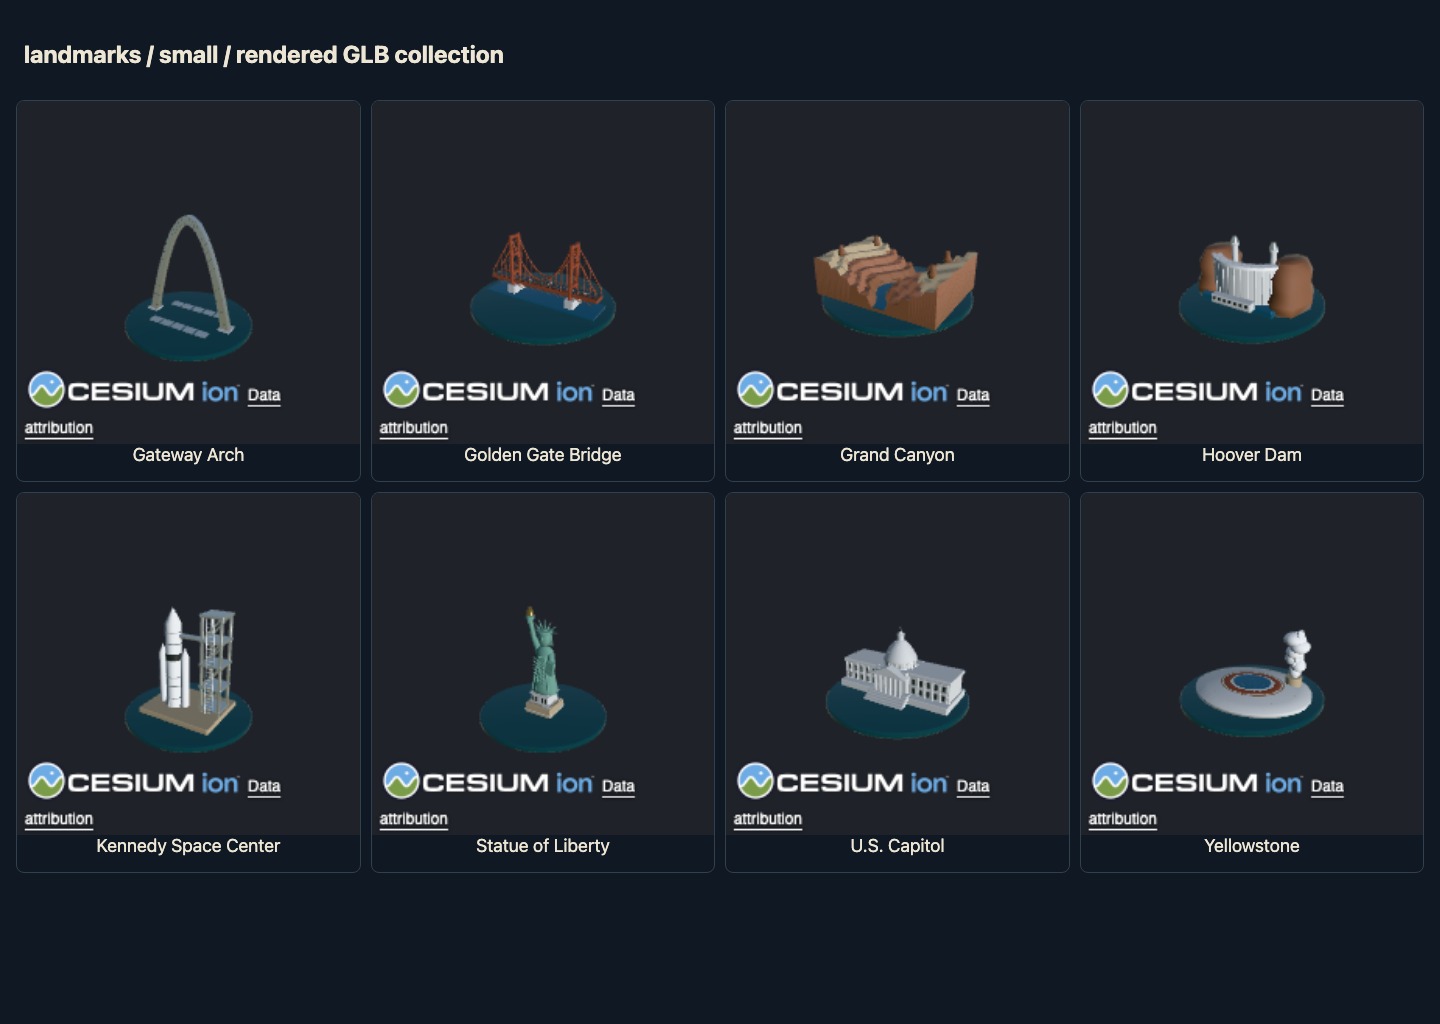 landmarks / small / rendered GLB collection
CESIUM ion Data
attribution
Gateway Arch
CESIUM ion Data
attribution
Golden Gate Bridge
CESIUM ion Data
attribution
Grand Canyon
CESIUM ion Data
attribution
Hoover Dam
CESIUM ion Data
attribution
Kennedy Space Center
CESIUM ion Data
attribution
Statue of Liberty
CESIUM ion Data
attribution
U.S. Capitol
CESIUM ion Data
attribution
Yellowstone